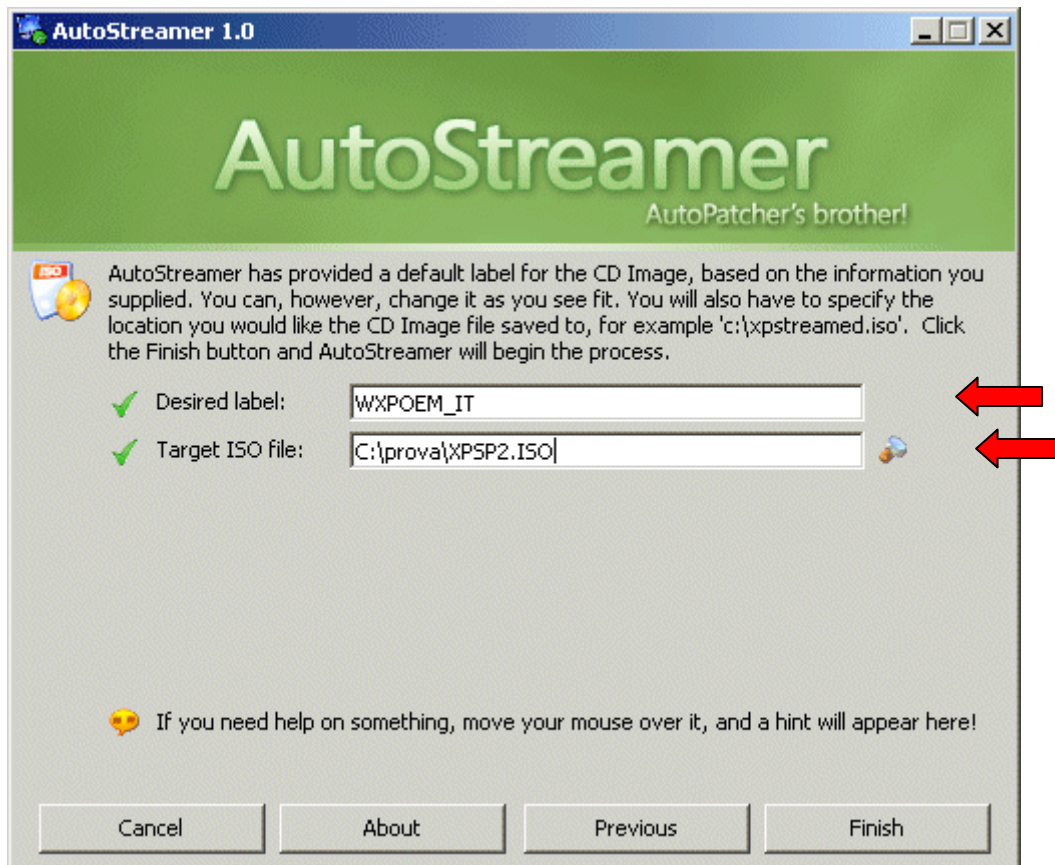 AutoStreamer 1.0
AutoStreamer
AutoPatcher's brother!
ISO
AutoStreamer has provided a default label for the CD Image, based on the information you
supplied. You can, however, change it as you see fit. You will also have to specify the
location you would like the CD Image file saved to, for example 'c:\xpstreamed.iso'.  Click
the Finish button and AutoStreamer will begin the process.
Desired label: WXPOEM_IT
Target ISO file: C:\prova\XPSP2.ISO
If you need help on something, move your mouse over it, and a hint will appear here!
Cancel About Previous Finish